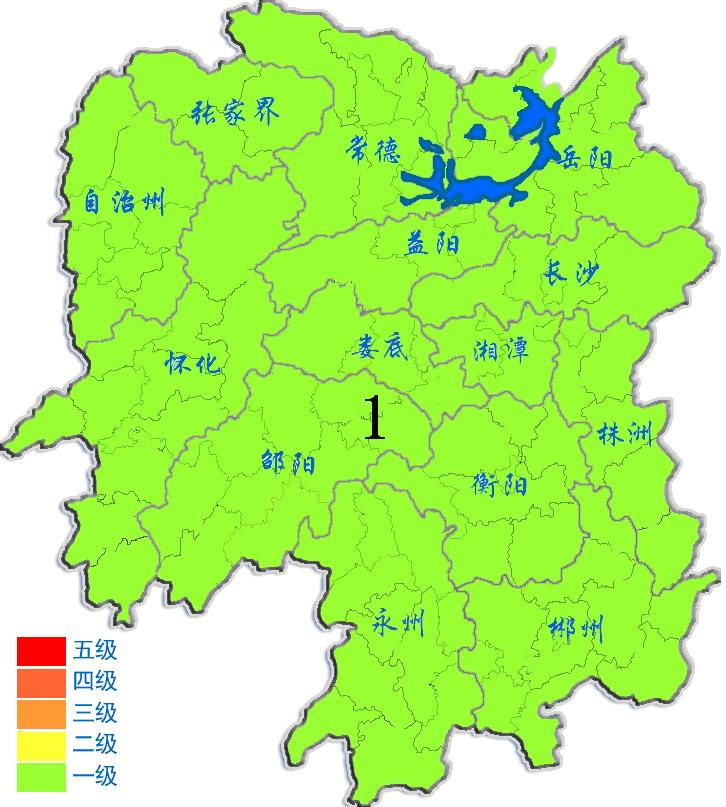 张家界
常德
岳阳
自治州
益阳
长沙
娄底
湘潭
怀化
1
株洲
邵阳
衡阳
永州
郴州
五级
四级
三级
二级
一级